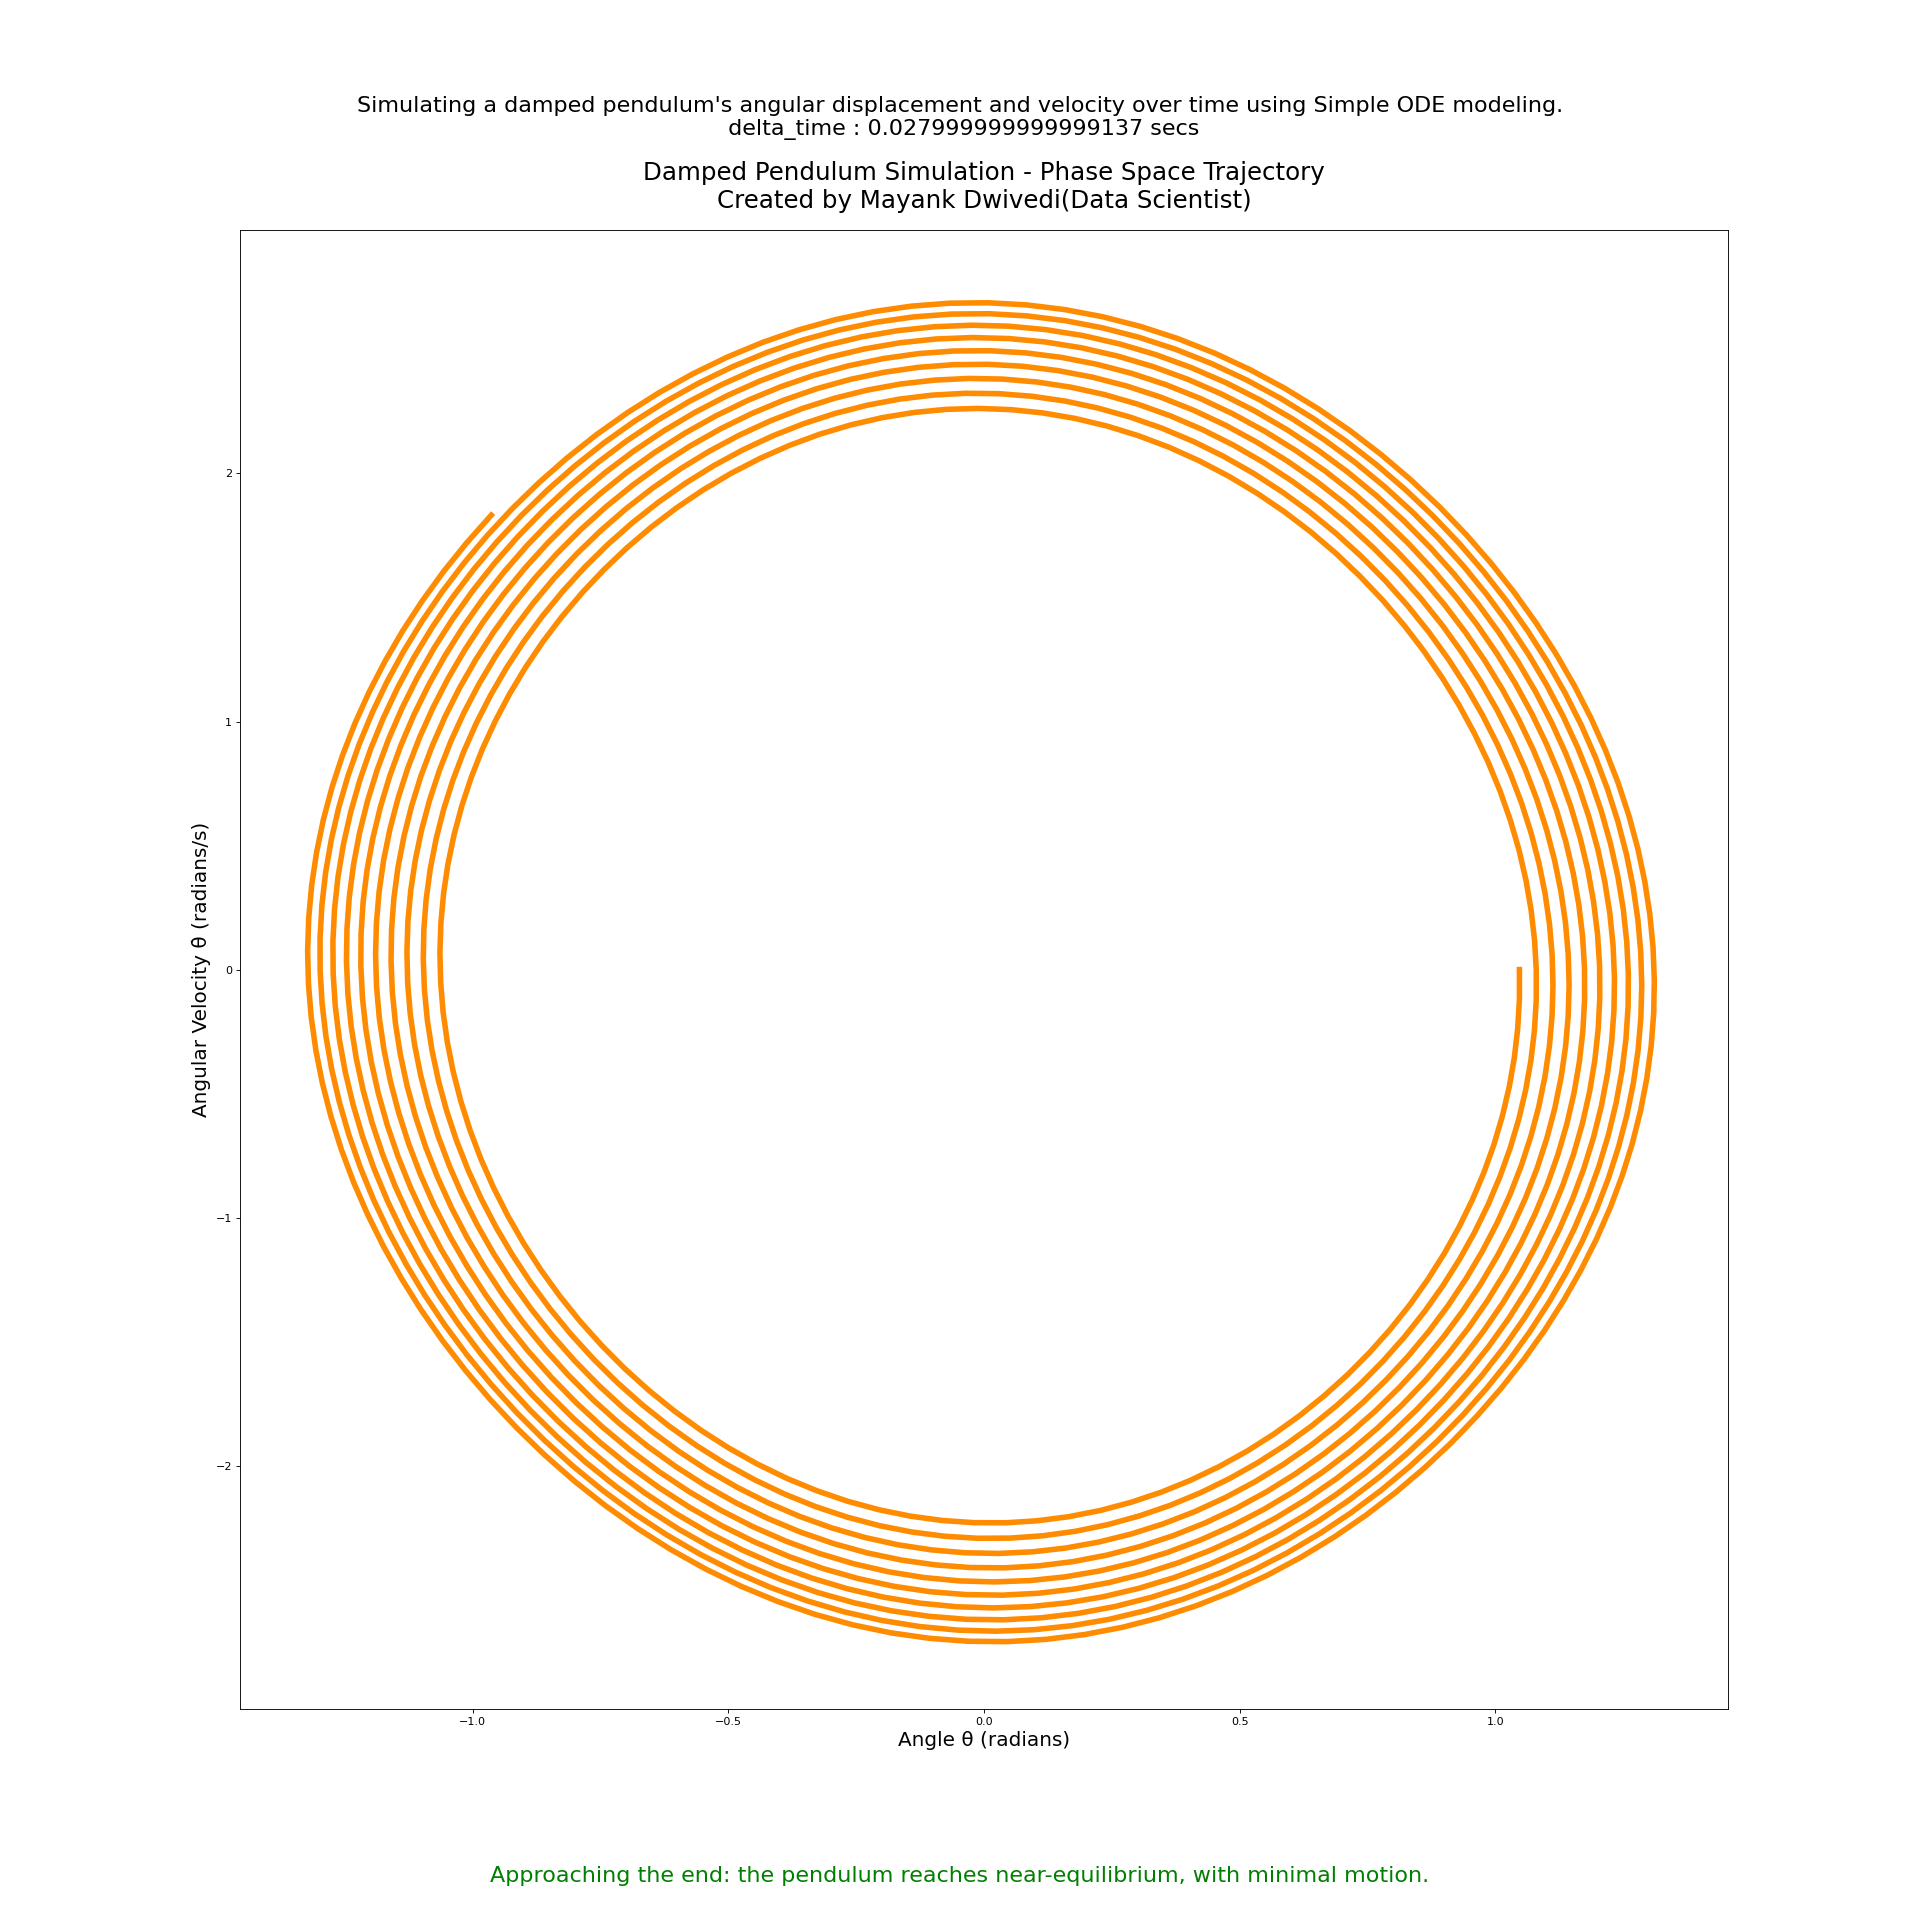 Simulating a damped pendulum's angular displacement and velocity over time using Simple ODE modeling.
delta_time : 0.027999999999999137 secs
Damped Pendulum Simulation - Phase Space Trajectory
Created by Mayank Dwivedi(Data Scientist)
2
1
0
−1
−2
Angular Velocity θ (radians/s)
−1.0
−0.5
0.0
0.5
1.0
Angle θ (radians)
Approaching the end: the pendulum reaches near-equilibrium, with minimal motion.